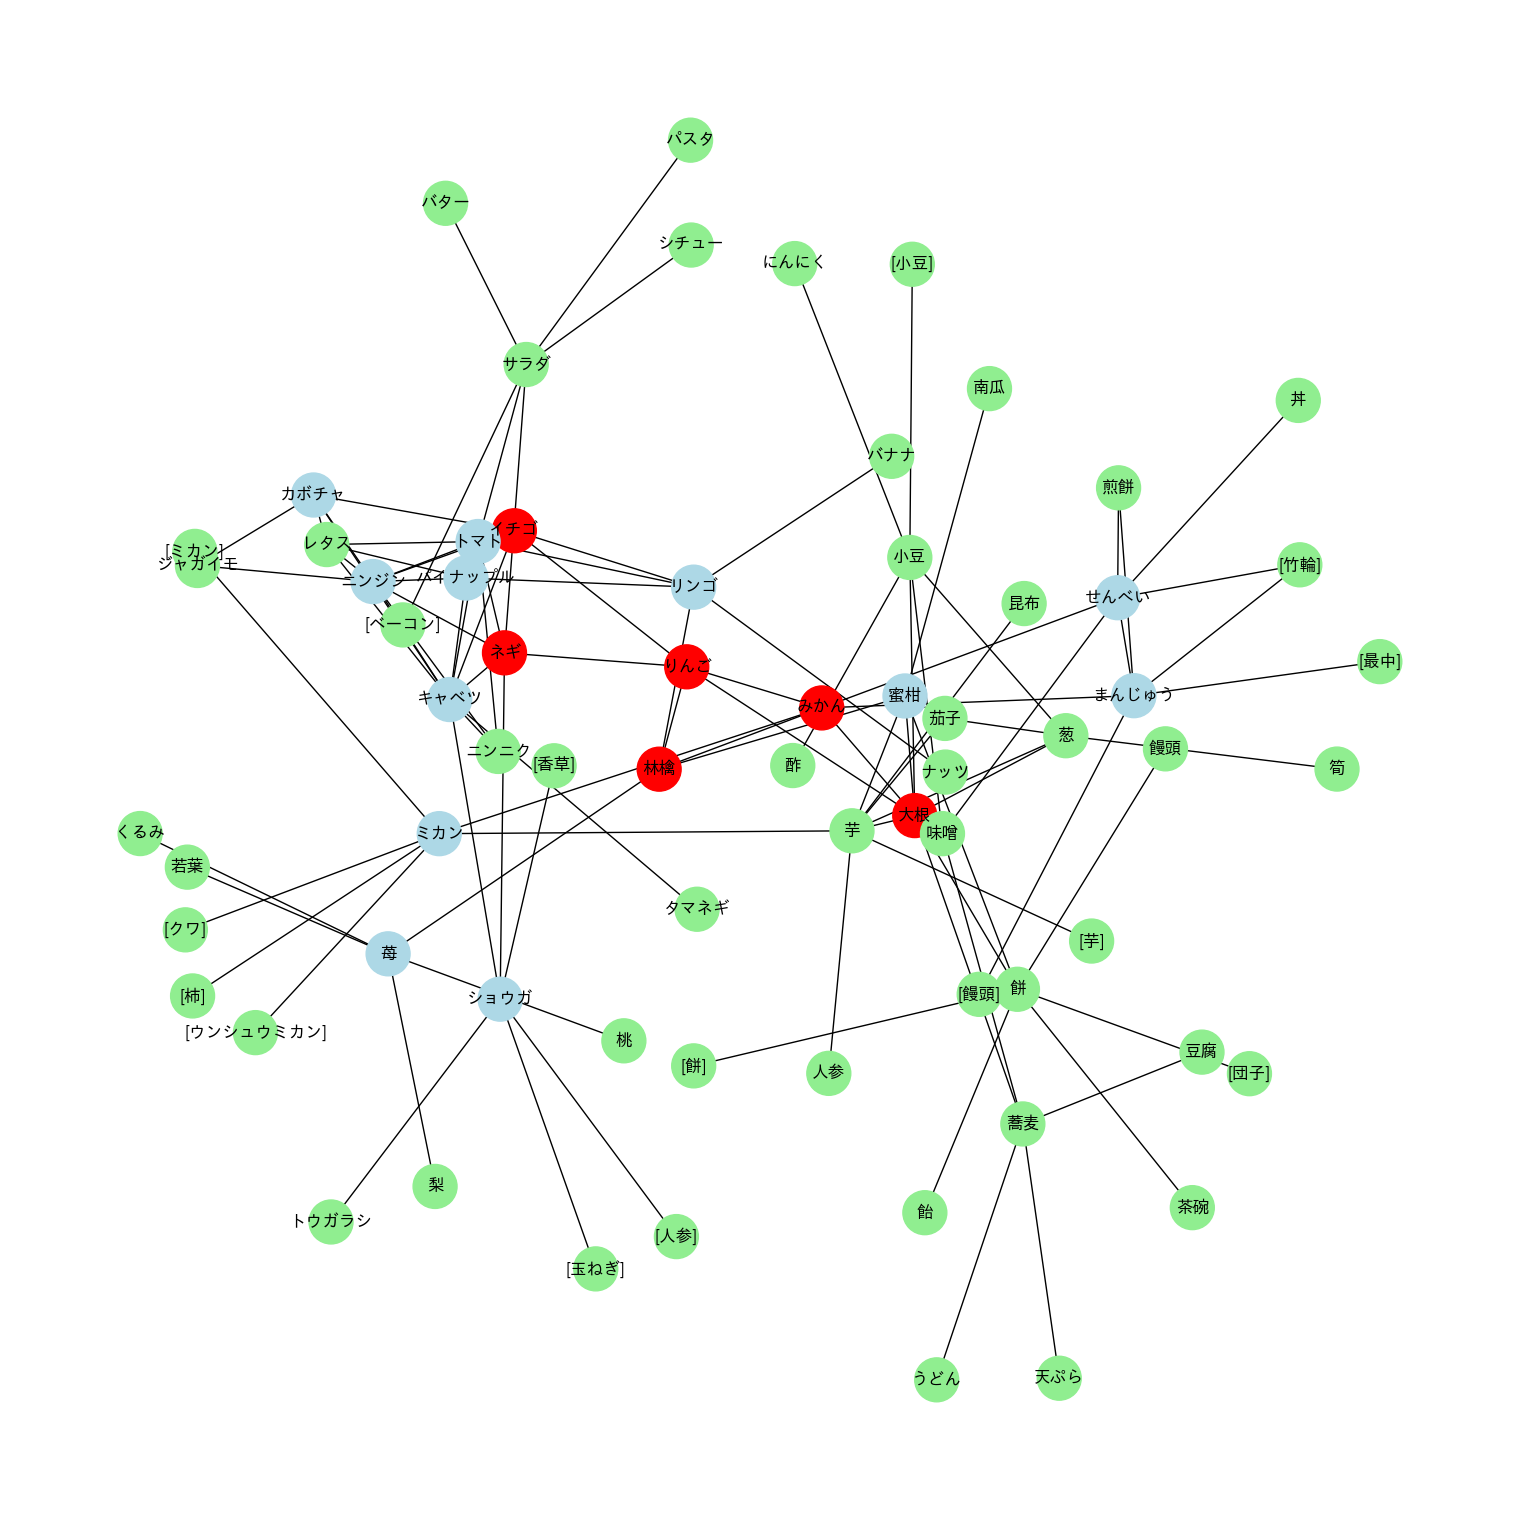 パスタ
バター
シチュー
にんにく
[小豆]
サラダ
南瓜
丼
バナナ
カボチャ
煎餅
イチゴ
トマト
レタス
[ミカン]
ジャガイモ
小豆
[竹輪]
ニンジン
パイナップル
リンゴ
せんべい
昆布
[ベーコン]
ネギ
りんご
[最中]
キャベツ
蜜柑
まんじゅう
みかん
茄子
葱
饅頭
ニンニク
[香草]
林檎
酢
ナッツ
筍
大根
くるみ
ミカン
芋
味噌
若葉
タマネギ
[クワ]
[芋]
苺
[柿]
ショウガ
[饅頭]
餅
[ウンシュウミカン]
桃
豆腐
[餅]
人参
[団子]
蕎麦
梨
茶碗
飴
トウガラシ
[人参]
[玉ねぎ]
うどん
天ぷら